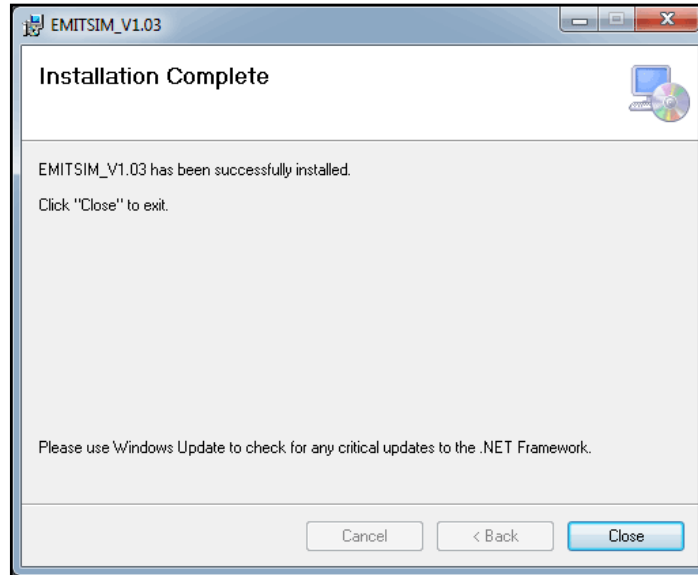 EMITSIM_V1.03
Installation Complete
EMITSIM_V1.03 has been successfully installed.
Click "Close" to exit.
Please use Windows Update to check for any critical updates to the .NET Framework.
Cancel
< Back
Close